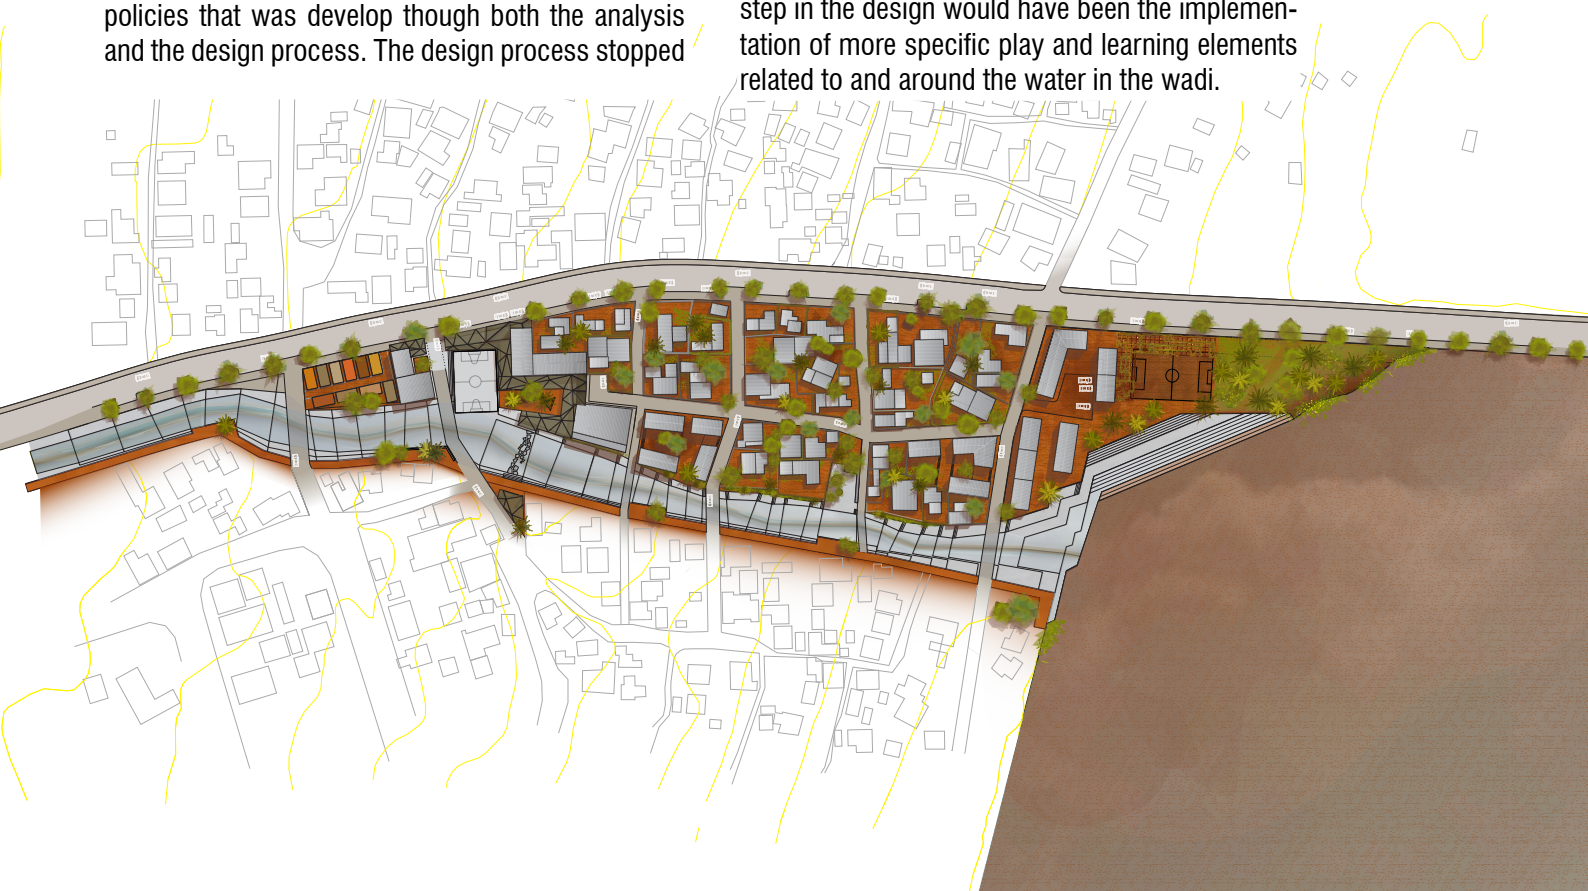 policies that was develop though both the analysis
and the design process. The design process stopped
step in the design would have been the implemen-
tation of more specific play and learning elements
related to and around the water in the wadi.